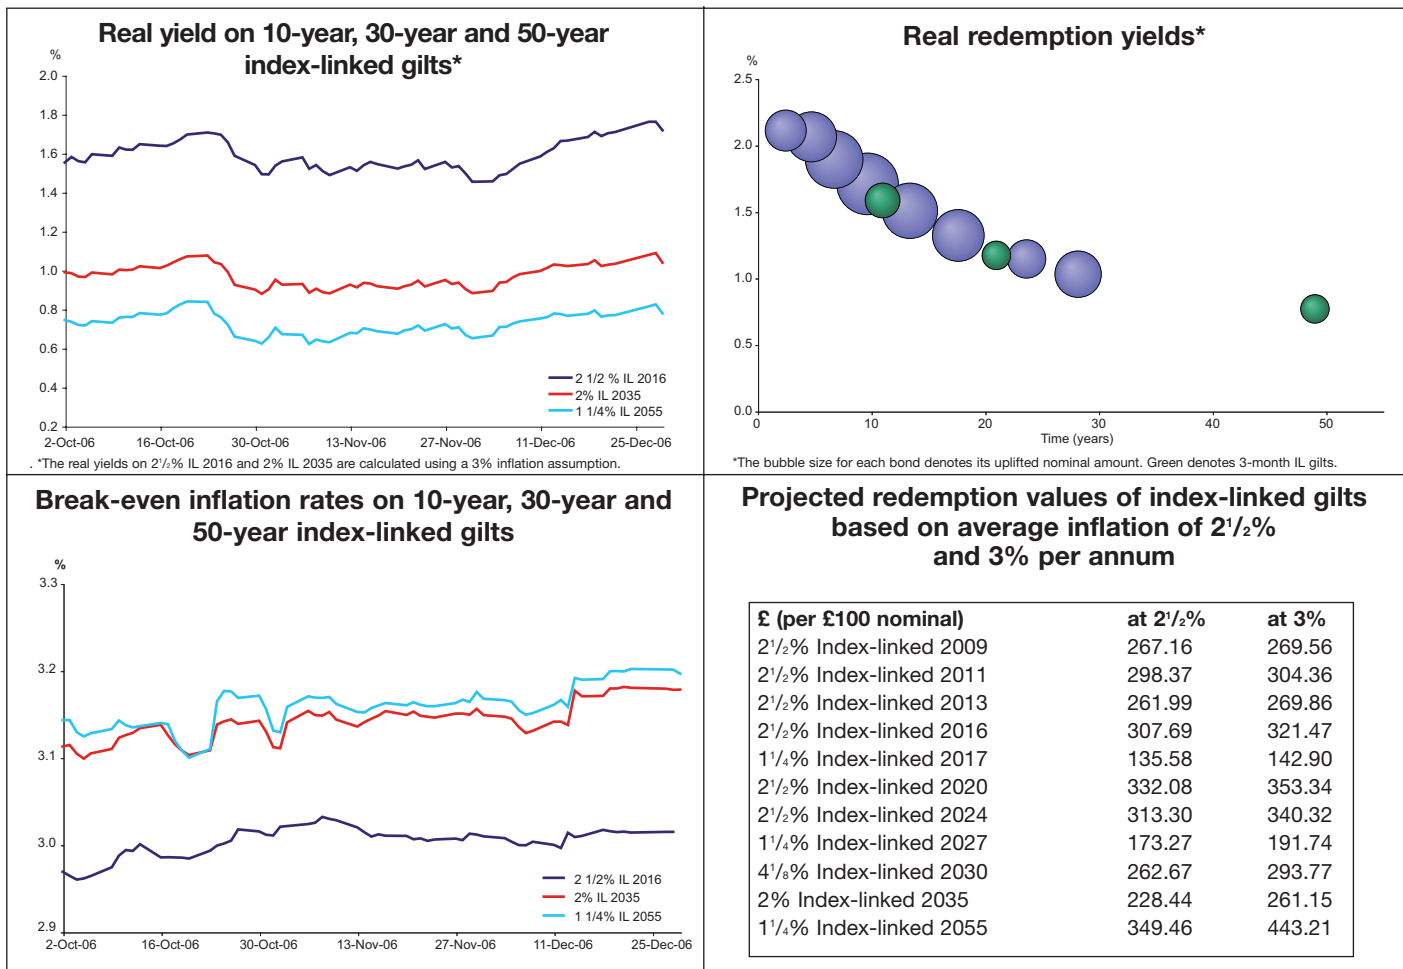 Real yield on 10-year, 30-year and 50-year
index-linked gilts*
%
2.0
1.8
1.6
1.4
1.2
1.0
0.8
0.6
0.4
0.2
2-Oct-06 16-Oct-06 30-Oct-06 13-Nov-06 27-Nov-06 11-Dec-06 25-Dec-06
2 1/2 % IL 2016
2% IL 2035
1 1/4% IL 2055
. *The real yields on 2¹/₂% IL 2016 and 2% IL 2035 are calculated using a 3% inflation assumption.
Real redemption yields*
%
2.5
2.0
1.5
1.0
0.5
0.0
0 10 20 30 40 50
Time (years)
*The bubble size for each bond denotes its uplifted nominal amount. Green denotes 3-month IL gilts.
Break-even inflation rates on 10-year, 30-year and
50-year index-linked gilts
%
3.3
3.2
3.1
3.0
2.9
2-Oct-06 16-Oct-06 30-Oct-06 13-Nov-06 27-Nov-06 11-Dec-06 25-Dec-06
2 1/2% IL 2016
2% IL 2035
1 1/4% IL 2055
Projected redemption values of index-linked gilts
based on average inflation of 2¹/₂%
and 3% per annum
£ (per £100 nominal) at 2¹/₂% at 3%
2¹/₂% Index-linked 2009 267.16 269.56
2¹/₂% Index-linked 2011 298.37 304.36
2¹/₂% Index-linked 2013 261.99 269.86
2¹/₂% Index-linked 2016 307.69 321.47
1¹/₄% Index-linked 2017 135.58 142.90
2¹/₂% Index-linked 2020 332.08 353.34
2¹/₂% Index-linked 2024 313.30 340.32
1¹/₄% Index-linked 2027 173.27 191.74
4¹/₈% Index-linked 2030 262.67 293.77
2% Index-linked 2035 228.44 261.15
1¹/₄% Index-linked 2055 349.46 443.21